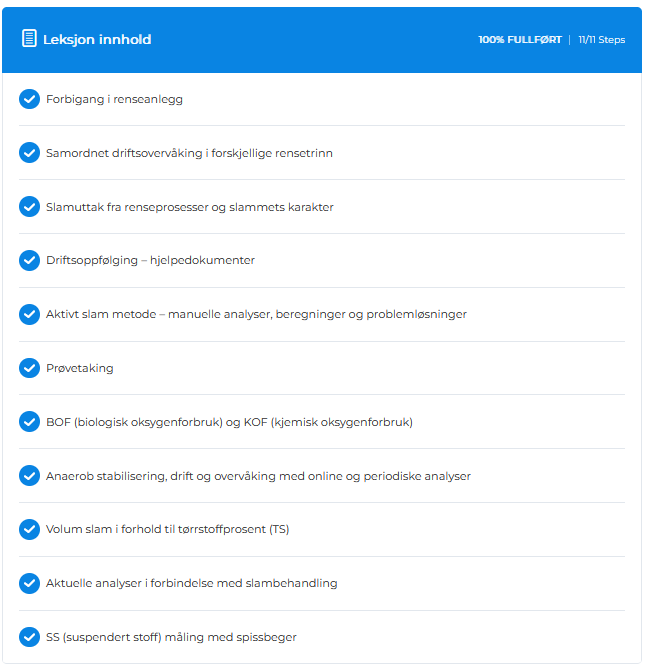 Leksjon innhold
100% FULLFØRT | 11/11 Steps
Forbigang i renseanlegg
Samordnet driftsovervåking i forskjellige rensetrinn
Slamuttak fra renseprosesser og slammets karakter
Driftsoppfølging – hjelpedokumenter
Aktivt slam metode – manuelle analyser, beregninger og problemløsninger
Prøvetaking
BOF (biologisk oksygenforbruk) og KOF (kjemisk oksygenforbruk)
Anaerob stabilisering, drift og overvåking med online og periodiske analyser
Volum slam i forhold til tørrstoffprosent (TS)
Aktuelle analyser i forbindelse med slambehandling
SS (suspendert stoff) måling med spissbeger